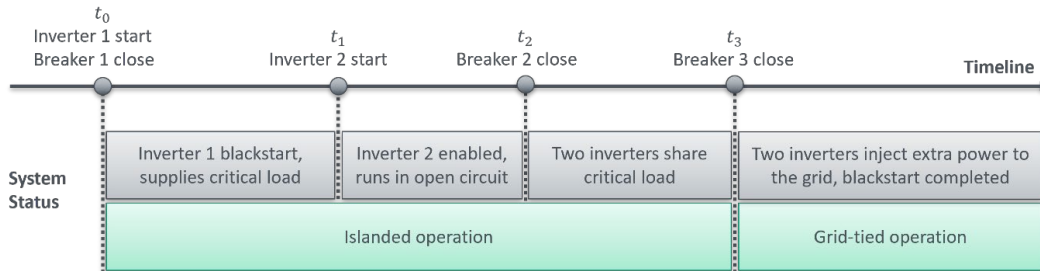 t₀
Inverter 1 start
Breaker 1 close
t₁
Inverter 2 start
t₂
Breaker 2 close
t₃
Breaker 3 close
Timeline
System
Status
Inverter 1 blackstart,
supplies critical load
Inverter 2 enabled,
runs in open circuit
Two inverters share
critical load
Two inverters inject extra power to
the grid, blackstart completed
Islanded operation
Grid-tied operation